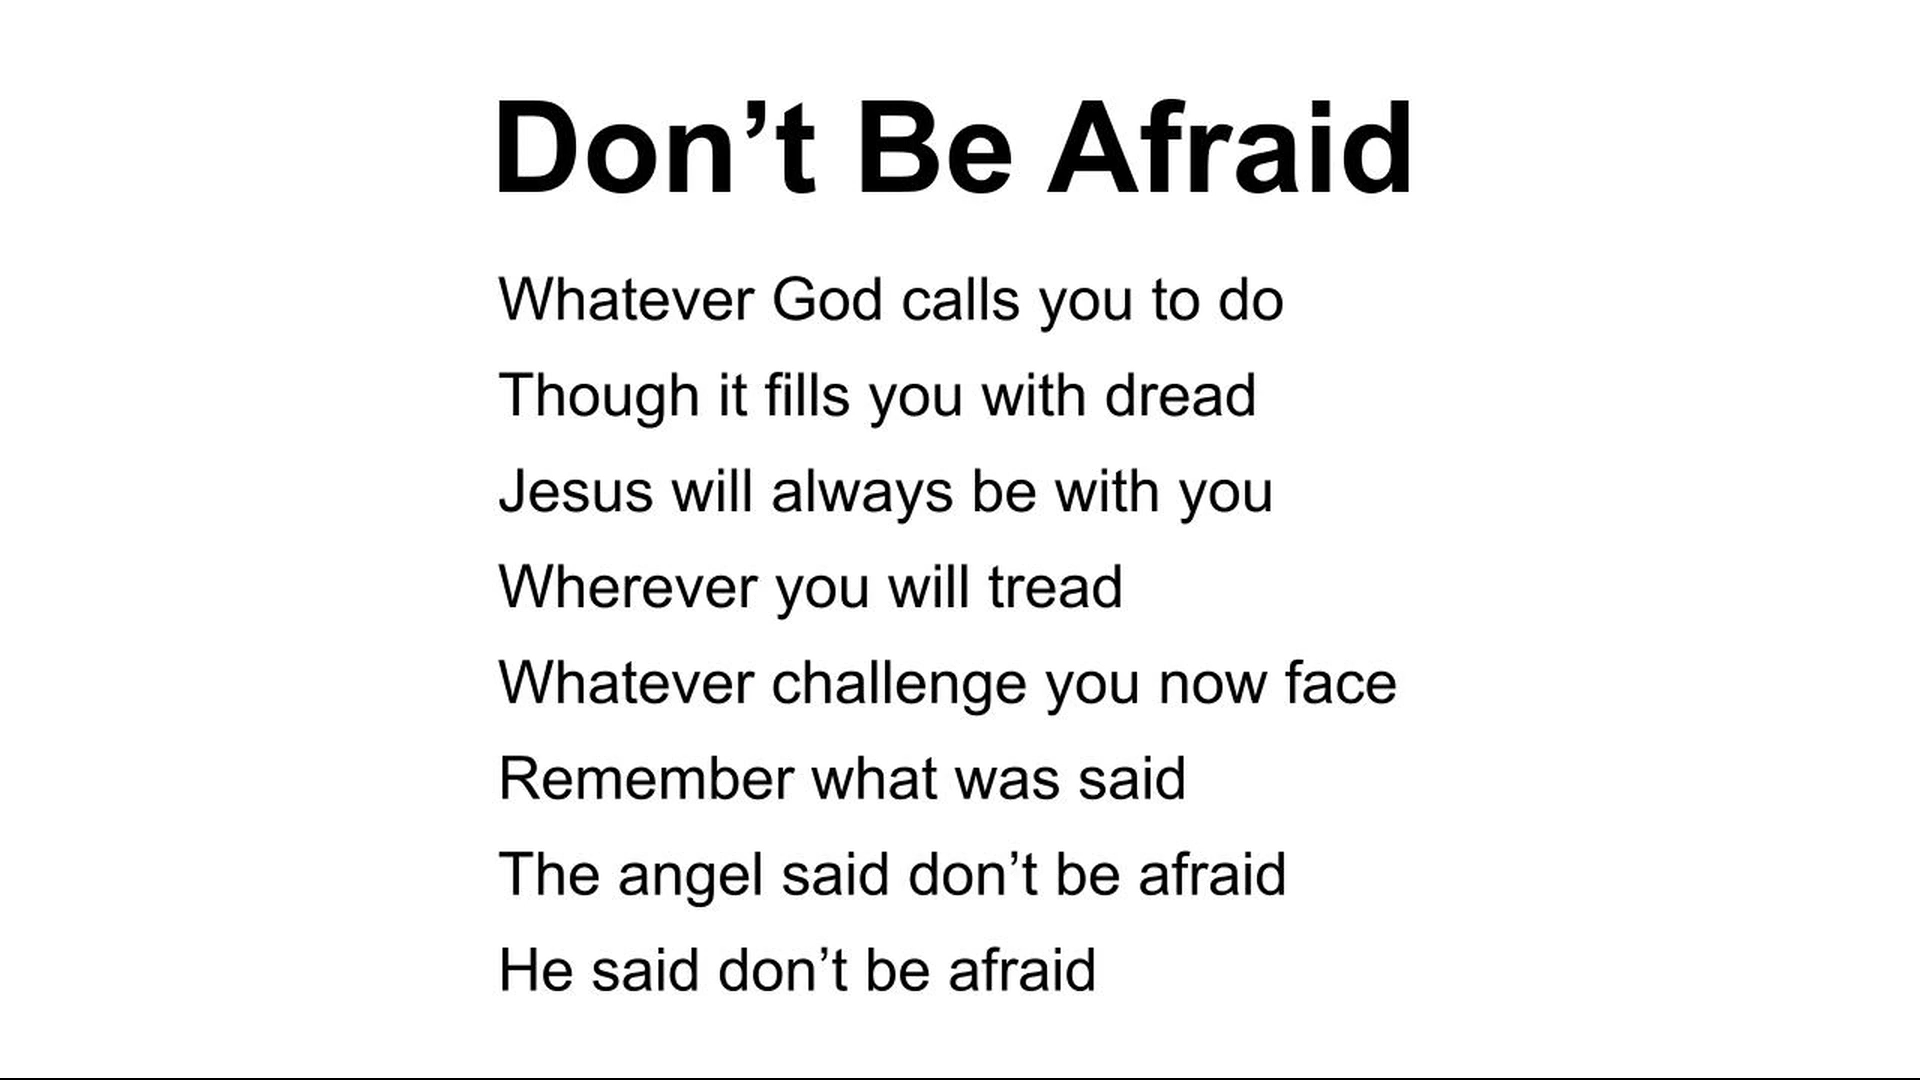 Don’t Be Afraid
Whatever God calls you to do
Though it fills you with dread
Jesus will always be with you
Wherever you will tread
Whatever challenge you now face
Remember what was said
The angel said don’t be afraid
He said don’t be afraid